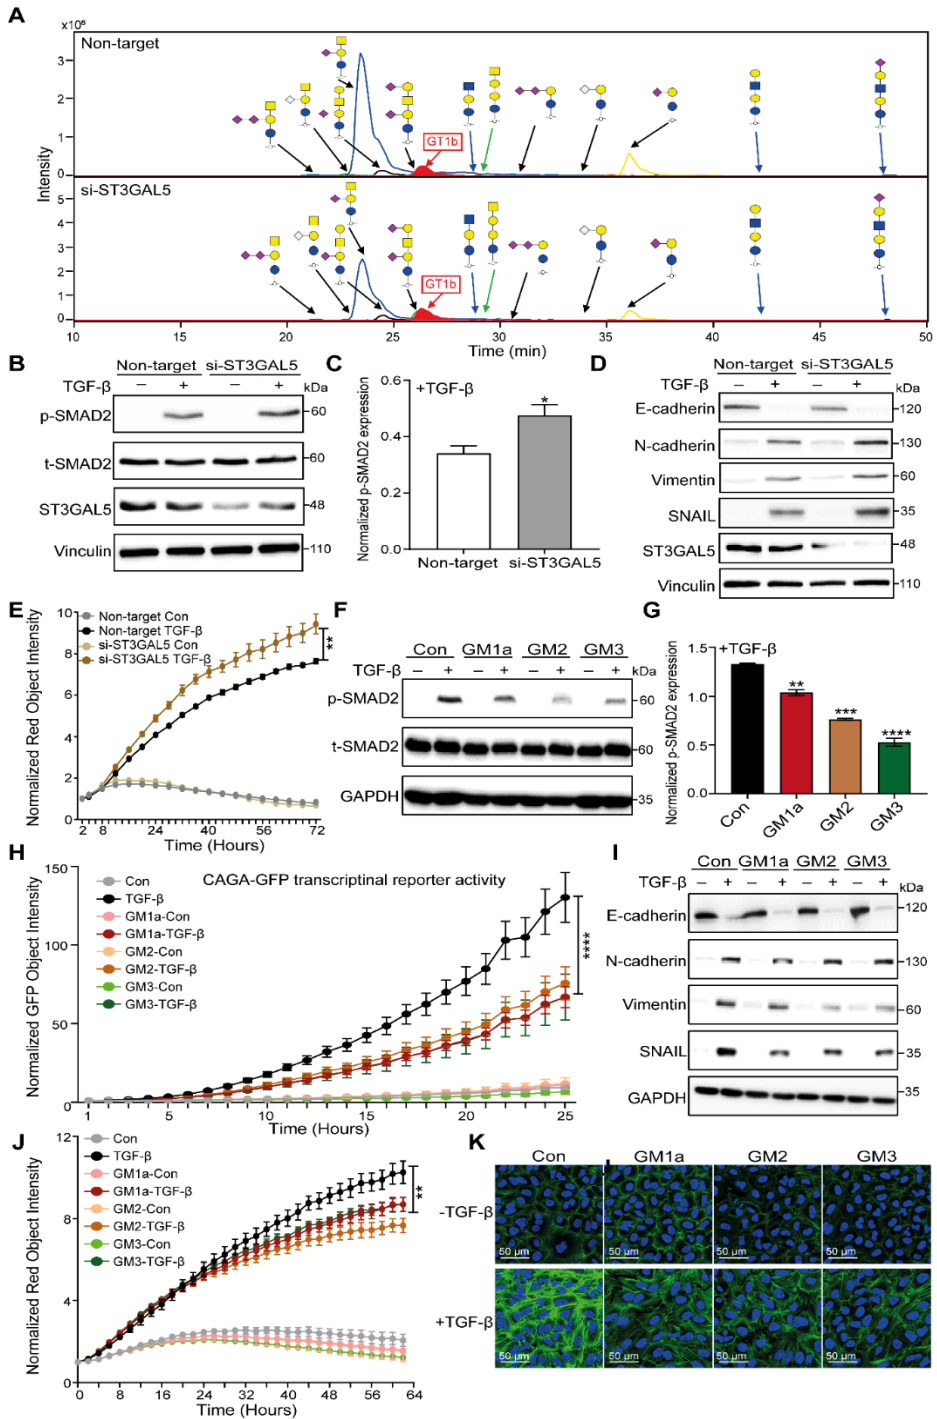 A
x10⁶
Non-target
3
2
1
0
GT1b
Intensity
si-ST3GAL5
5
4
3
2
1
0
GT1b
10 15 20 25 30 35 40 45 50
Time (min)
B
Non-target si-ST3GAL5
TGF-β − + − + kDa
p-SMAD2 60
t-SMAD2 60
ST3GAL5 48
Vinculin 110
C
Normalized p-SMAD2 expression
0.6
0.4
0.2
0.0
+TGF-β
*
Non-target si-ST3GAL5
D
Non-target si-ST3GAL5
TGF-β − + − + kDa
E-cadherin 120
N-cadherin 130
Vimentin 60
SNAIL 35
ST3GAL5 48
Vinculin 110
E
Normalized Red Object Intensity
10
8
6
4
2
0
Non-target Con
Non-target TGF-β
si-ST3GAL5 Con
si-ST3GAL5 TGF-β
**
2 8 24 40 56 72
Time (Hours)
F
Con GM1a GM2 GM3
TGF-β − + − + − + − + kDa
p-SMAD2 60
t-SMAD2 60
GAPDH 35
G
Normalized p-SMAD2 expression
1.5
1.0
0.5
0.0
+TGF-β
**
***
****
Con GM1a GM2 GM3
H
Normalized GFP Object Intensity
150
100
50
0
CAGA-GFP transcriptinal reporter activity
Con
TGF-β
GM1a-Con
GM1a-TGF-β
GM2-Con
GM2-TGF-β
GM3-Con
GM3-TGF-β
****
1 5 10 15 20 25
Time (Hours)
I
Con GM1a GM2 GM3
TGF-β − + − + − + − + kDa
E-cadherin 120
N-cadherin 130
Vimentin 60
SNAIL 35
GAPDH 35
J
Normalized Red Object Intensity
12
8
4
0
Con
TGF-β
GM1a-Con
GM1a-TGF-β
GM2-Con
GM2-TGF-β
GM3-Con
GM3-TGF-β
**
0 8 16 24 32 40 48 56 64
Time (Hours)
K
Con GM1a GM2 GM3
-TGF-β
50 µm 50 µm 50 µm 50 µm
+TGF-β
50 µm 50 µm 50 µm 50 µm